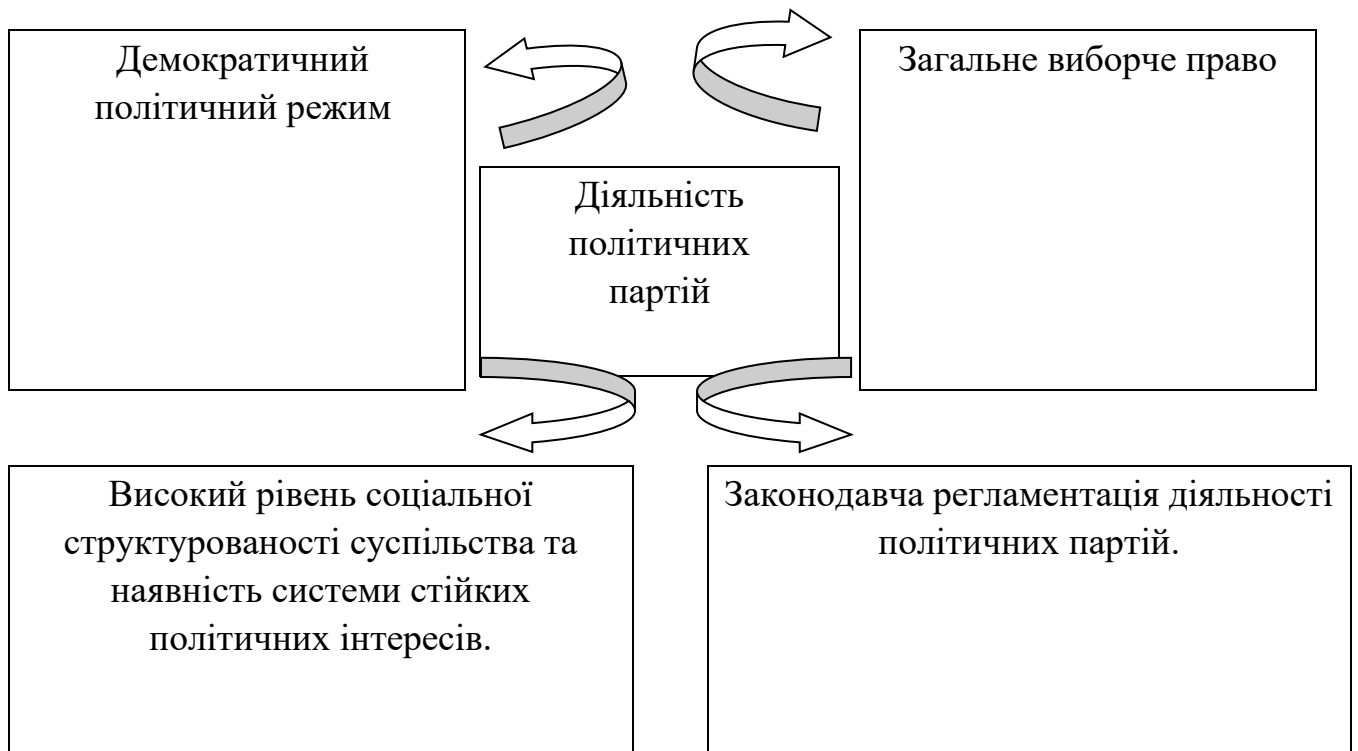 Демократичний
політичний режим
Загальне виборче право
Діяльність
політичних
партій
Високий рівень соціальної
структурованості суспільства та
наявність системи стійких
політичних інтересів.
Законодавча регламентація діяльності
політичних партій.